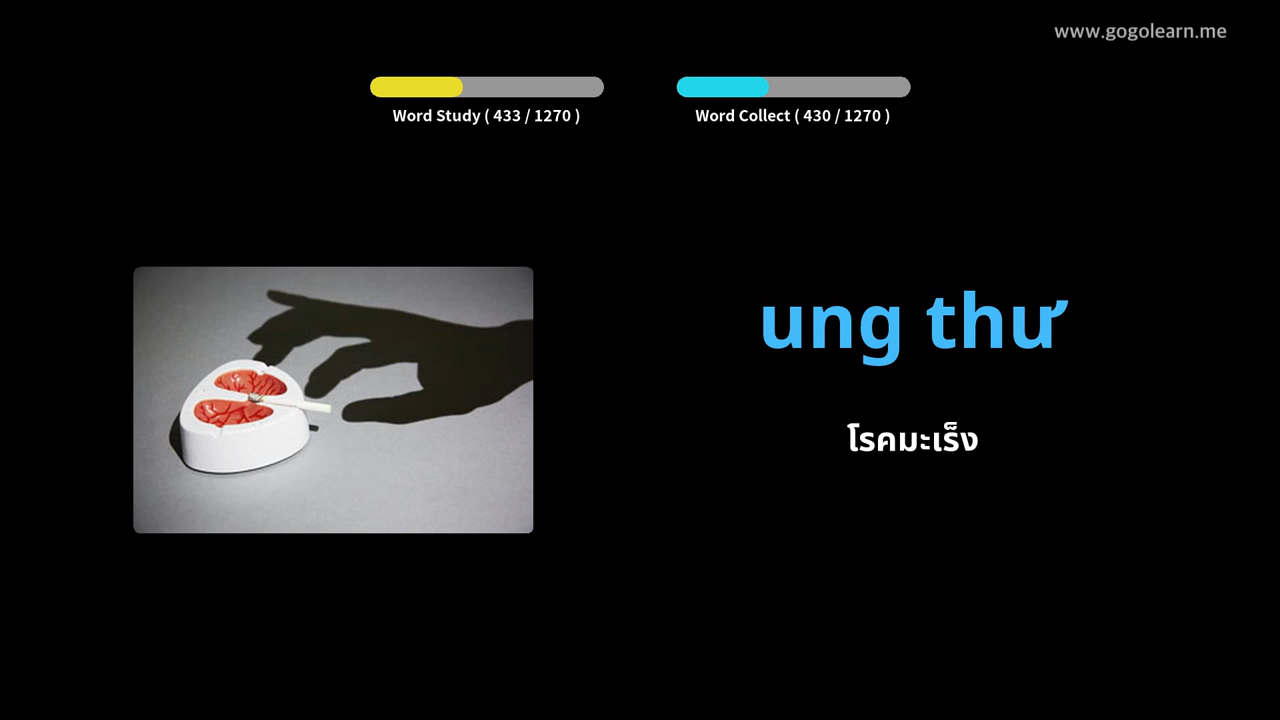 www.gogolearn.me
Word Study ( 433 / 1270 )
Word Collect ( 430 / 1270 )
ung thư
โรคมะเร็ง